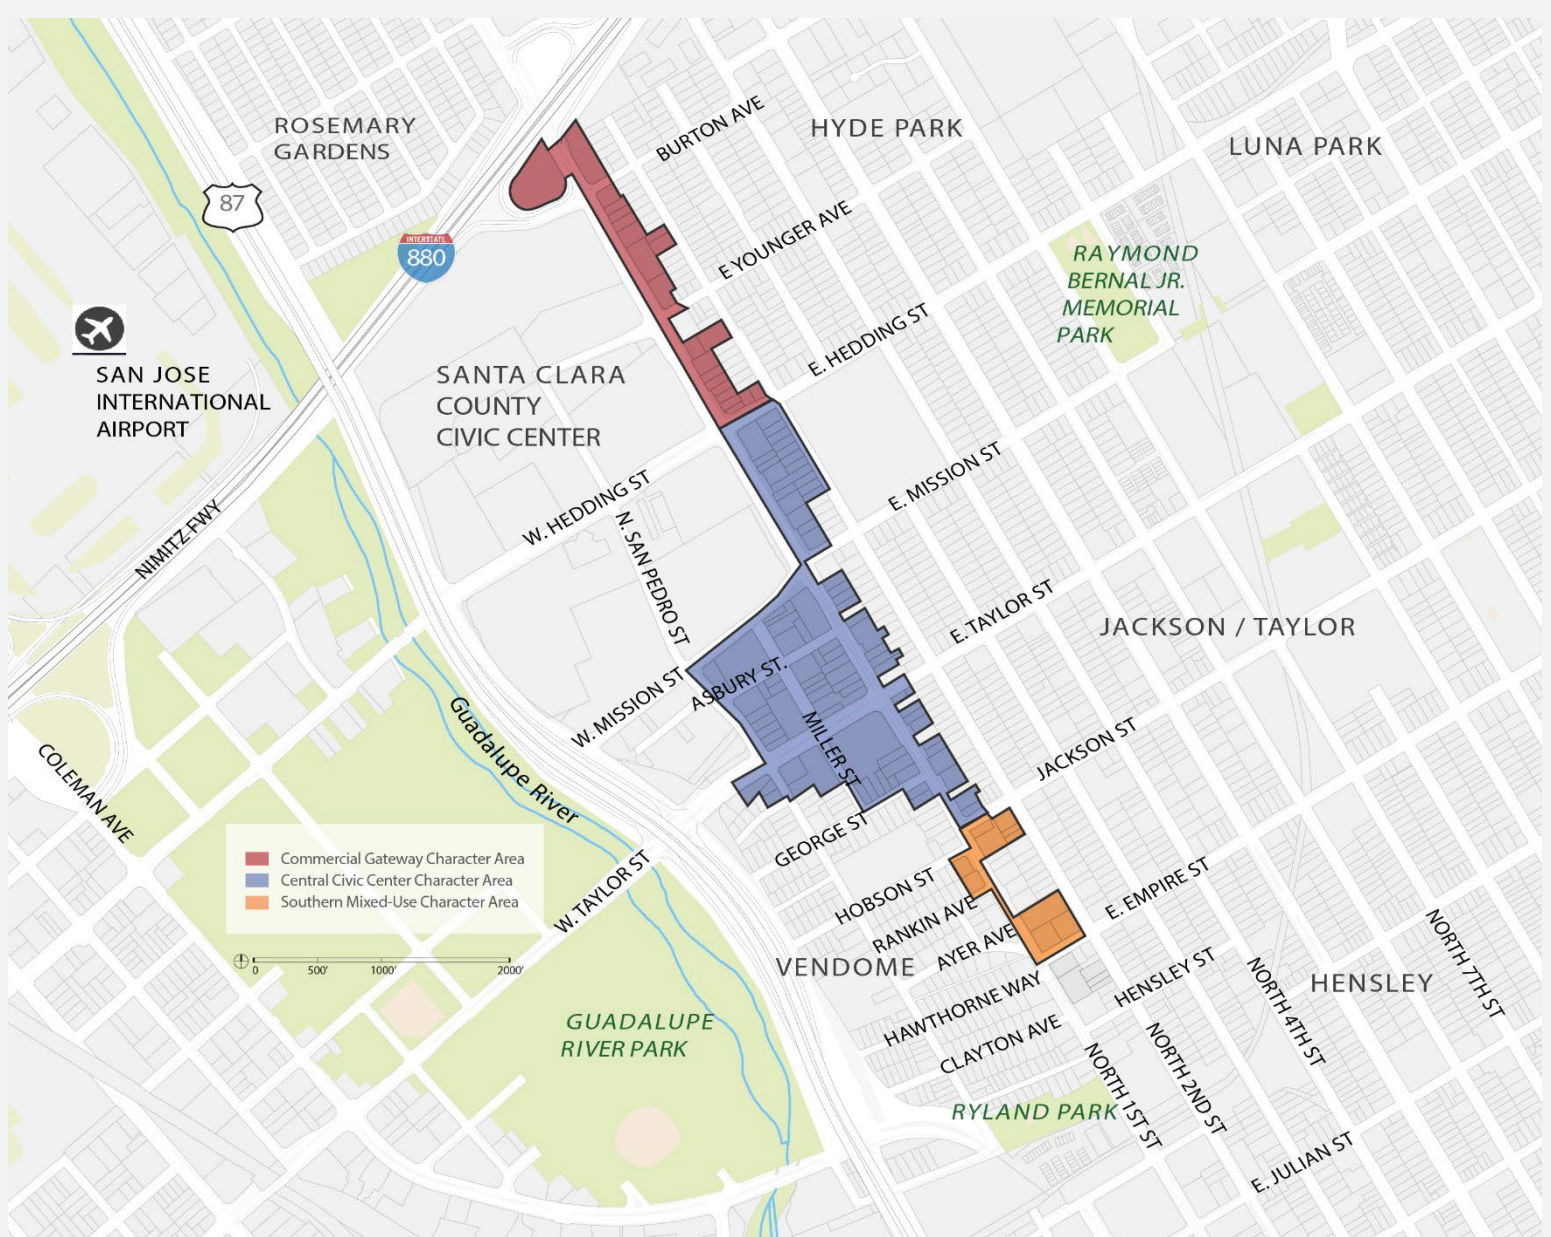 BURTON AVE
HYDE PARK
ROSEMARY
GARDENS
LUNA PARK
87
INTERSTATE
880
E YOUNGER AVE
RAYMOND
BERNAL JR.
MEMORIAL
PARK
E. HEDDING ST
SAN JOSE
INTERNATIONAL
AIRPORT
SANTA CLARA
COUNTY
CIVIC CENTER
W. HEDDING ST
E. MISSION ST
NIMITZ FWY
N. SAN PEDRO ST
E. TAYLOR ST
JACKSON / TAYLOR
W. MISSION ST
ASBURY ST.
MILLER ST
Guadalupe River
JACKSON ST
COLEMAN AVE
GEORGE ST
Commercial Gateway Character Area
Central Civic Center Character Area
Southern Mixed-Use Character Area
W. TAYLOR ST
HOBSON ST
E. EMPIRE ST
RANKIN AVE
AYER AVE
0 500' 1000' 2000'
VENDOME
HENSLEY ST
HENSLEY
NORTH 7TH ST
NORTH 4TH ST
HAWTHORNE WAY
CLAYTON AVE
GUADALUPE
RIVER PARK
NORTH 2ND ST
NORTH 1ST ST
RYLAND PARK
E. JULIAN ST